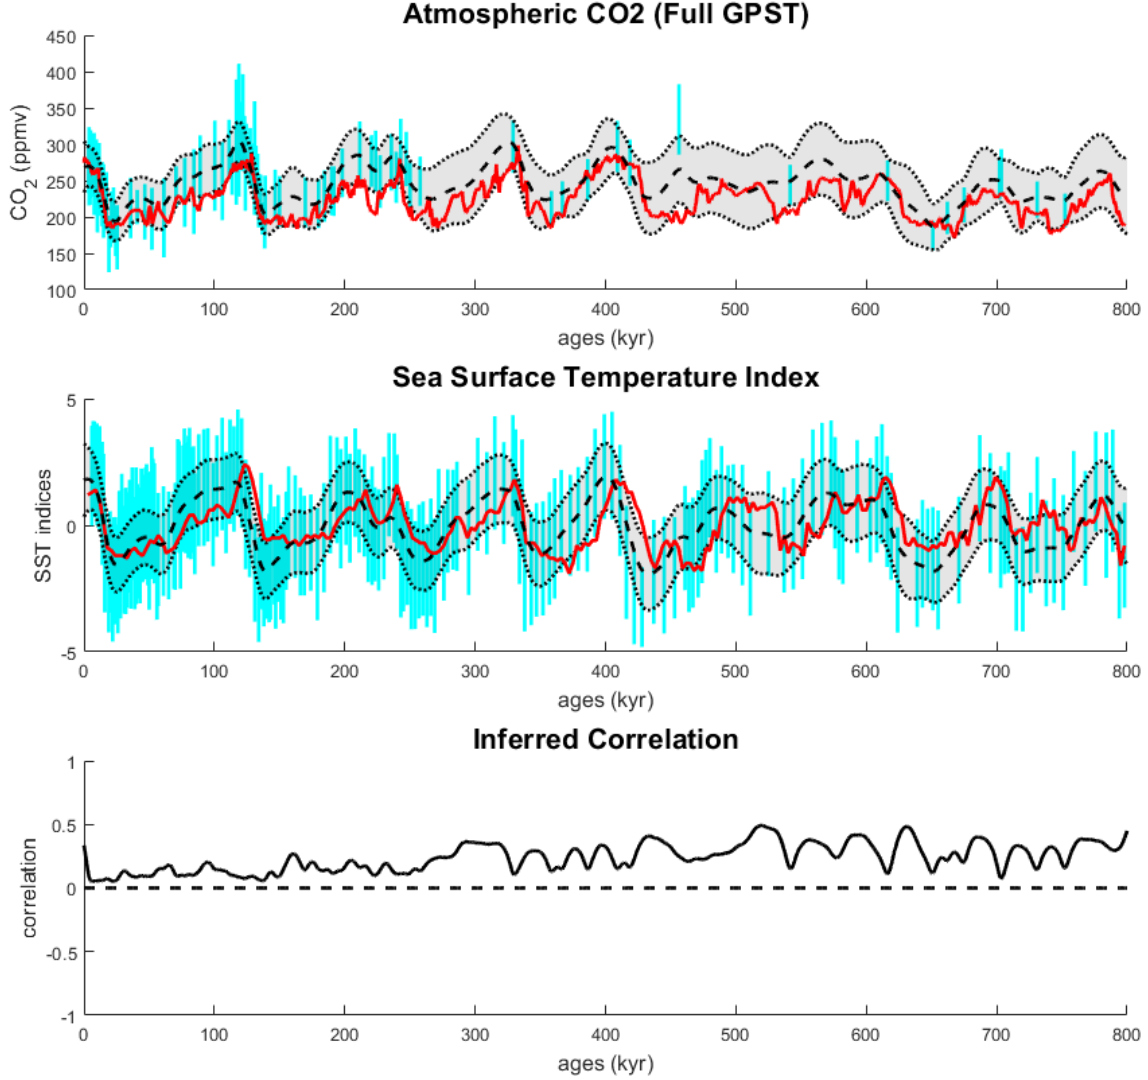 Atmospheric CO2 (Full GPST)
450
400
350
300
250
200
150
100
CO2 (ppmv)
0 100 200 300 400 500 600 700 800
ages (kyr)
Sea Surface Temperature Index
5
0
-5
SST indices
0 100 200 300 400 500 600 700 800
ages (kyr)
Inferred Correlation
1
0.5
0
-0.5
-1
correlation
0 100 200 300 400 500 600 700 800
ages (kyr)